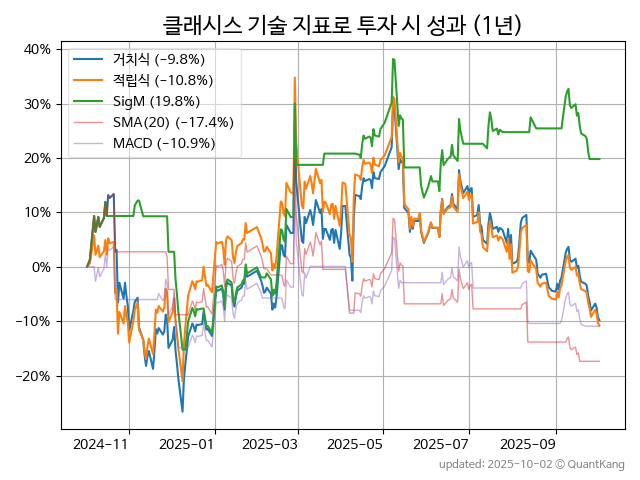 클래시스 기술 지표로 투자 시 성과 (1년)
40%
30%
20%
10%
0%
−10%
−20%
거치식 (−9.8%)
적립식 (−10.8%)
SigM (19.8%)
SMA(20) (−17.4%)
MACD (−10.9%)
2024-11
2025-01
2025-03
2025-05
2025-07
2025-09
updated: 2025-10-02 © QuantKang